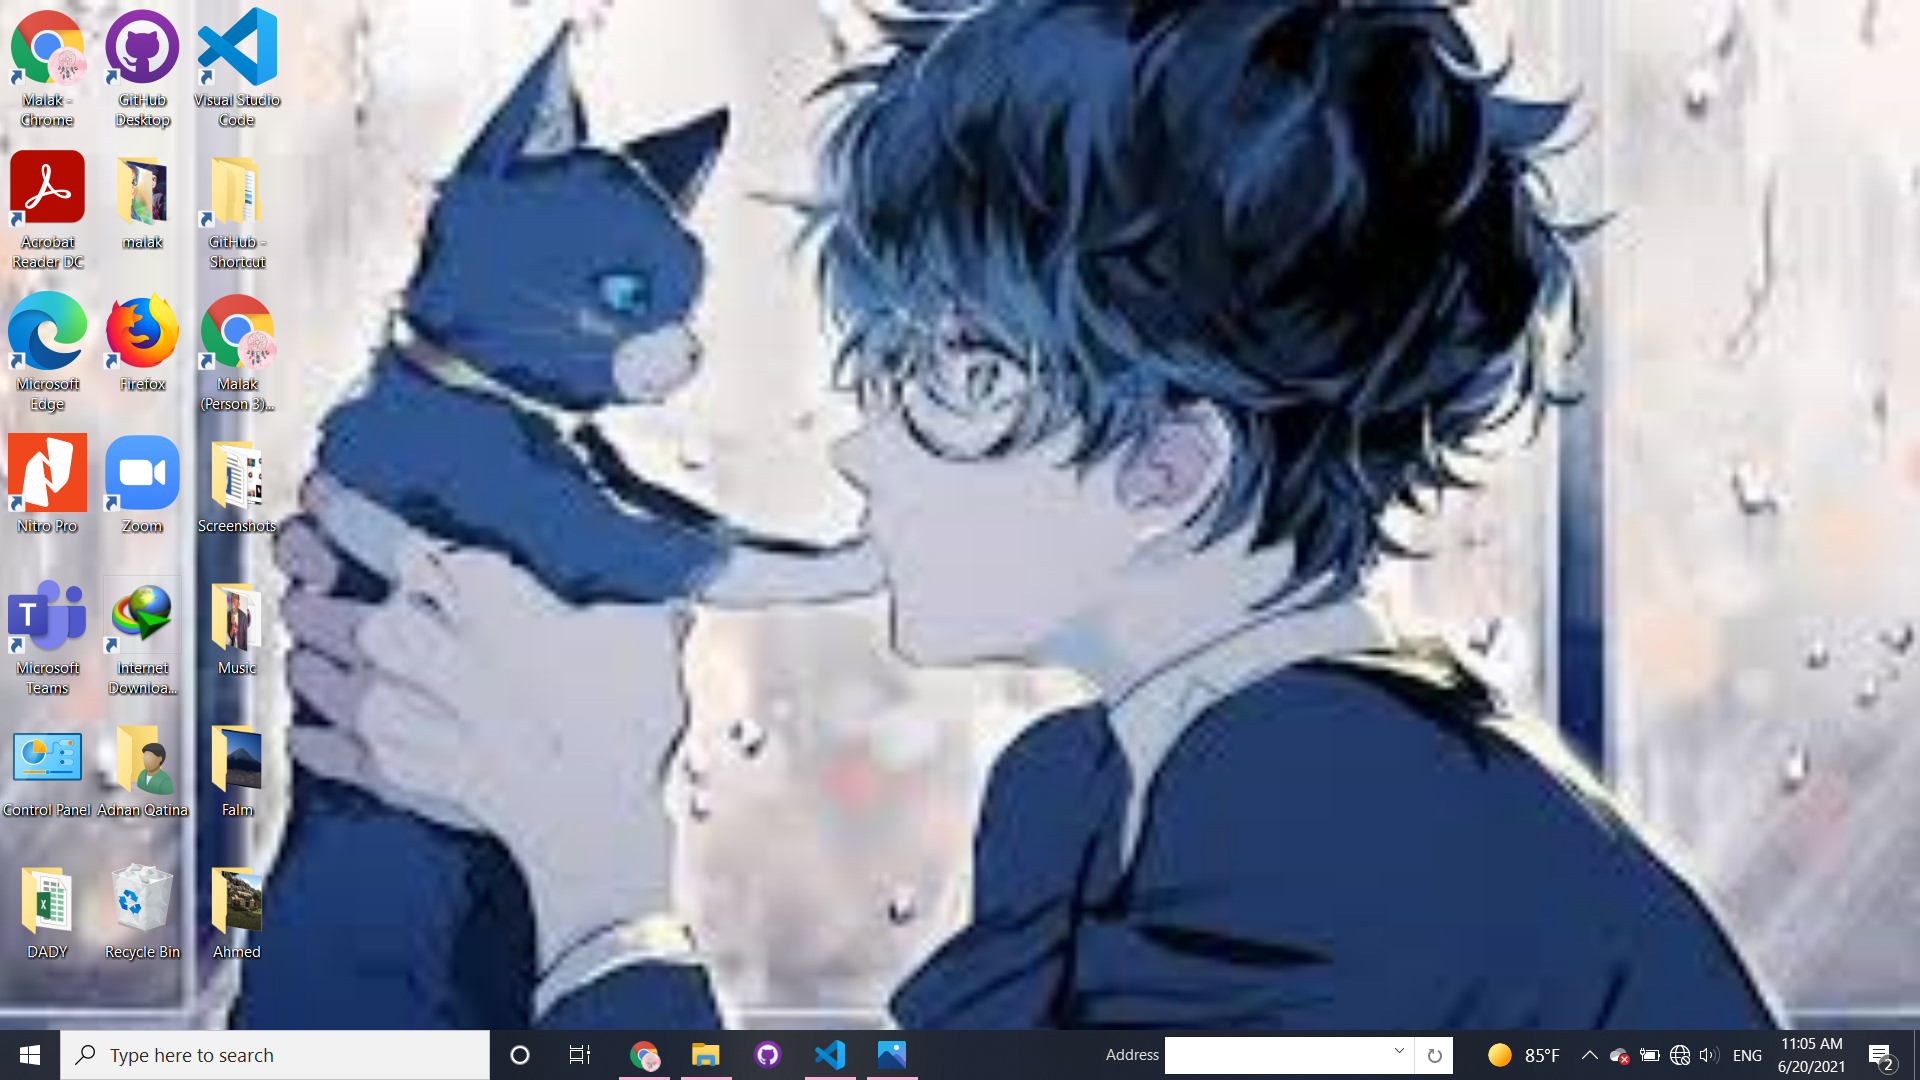 Malak -
Chrome
GitHub
Desktop
Visual Studio
Code
Acrobat
Reader DC
malak
GitHub -
Shortcut
Microsoft
Edge
Firefox
Malak
(Person 3)...
Nitro Pro
Zoom
Screenshots
T
Microsoft
Teams
Internet
Downloa...
Music
Control Panel
Adnan Qatina
Falm
X
DADY
Recycle Bin
Ahmed
Type here to search
Address
85°F
ENG
11:05 AM
6/20/2021
2